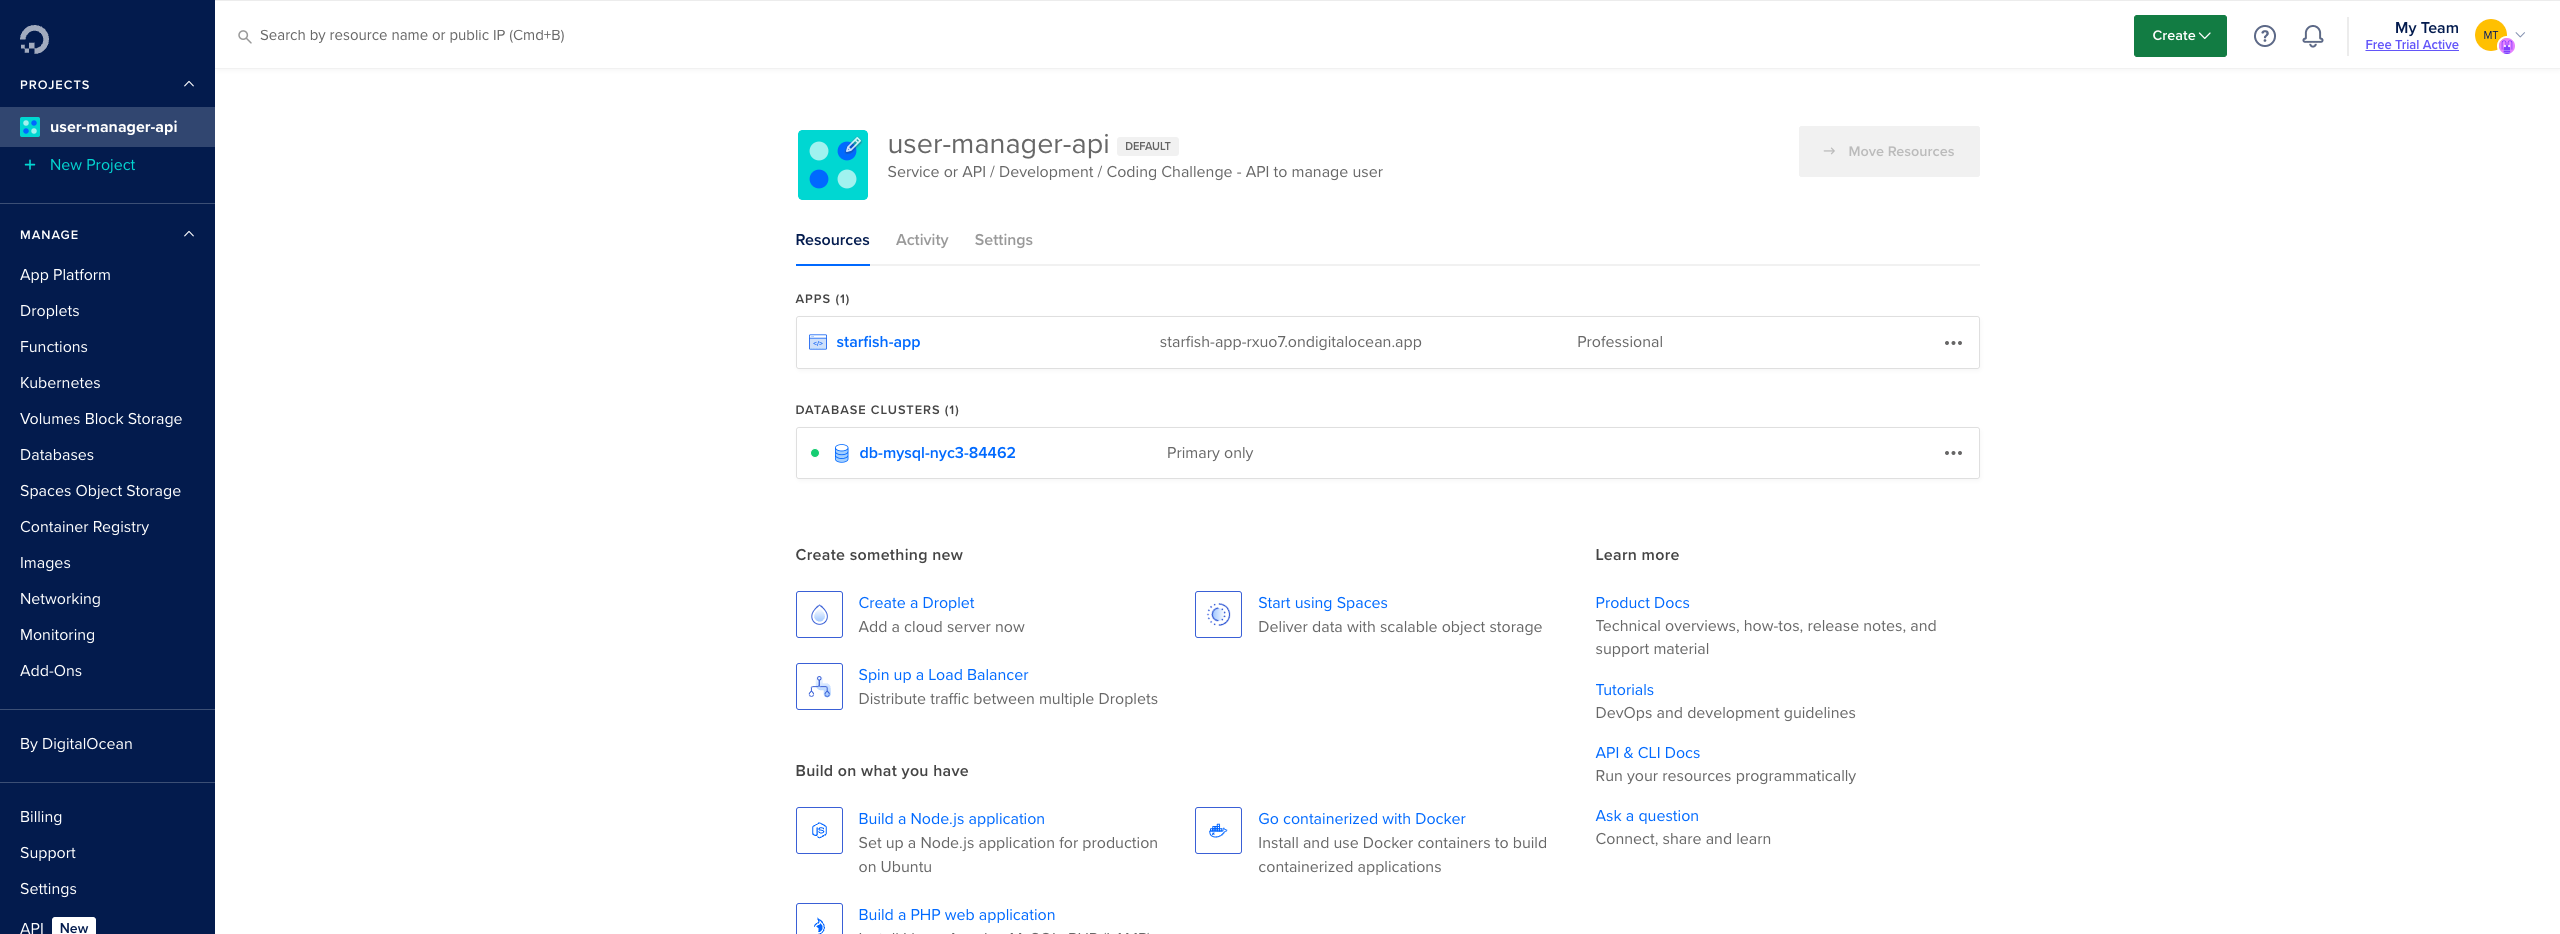 PROJECTS
user-manager-api
+ New Project
MANAGE
App Platform
Droplets
Functions
Kubernetes
Volumes Block Storage
Databases
Spaces Object Storage
Container Registry
Images
Networking
Monitoring
Add-Ons
By DigitalOcean
Billing
Support
Settings
API New
Search by resource name or public IP (Cmd+B)
Create
My Team
Free Trial Active
MT
user-manager-api DEFAULT
Service or API / Development / Coding Challenge - API to manage user
→ Move Resources
Resources Activity Settings
APPS (1)
starfish-app starfish-app-rxuo7.ondigitalocean.app Professional
DATABASE CLUSTERS (1)
db-mysql-nyc3-84462 Primary only
Create something new
Create a Droplet
Add a cloud server now
Start using Spaces
Deliver data with scalable object storage
Spin up a Load Balancer
Distribute traffic between multiple Droplets
Build on what you have
Build a Node.js application
Set up a Node.js application for production
on Ubuntu
Go containerized with Docker
Install and use Docker containers to build
containerized applications
Build a PHP web application
Learn more
Product Docs
Technical overviews, how-tos, release notes, and
support material
Tutorials
DevOps and development guidelines
API & CLI Docs
Run your resources programmatically
Ask a question
Connect, share and learn